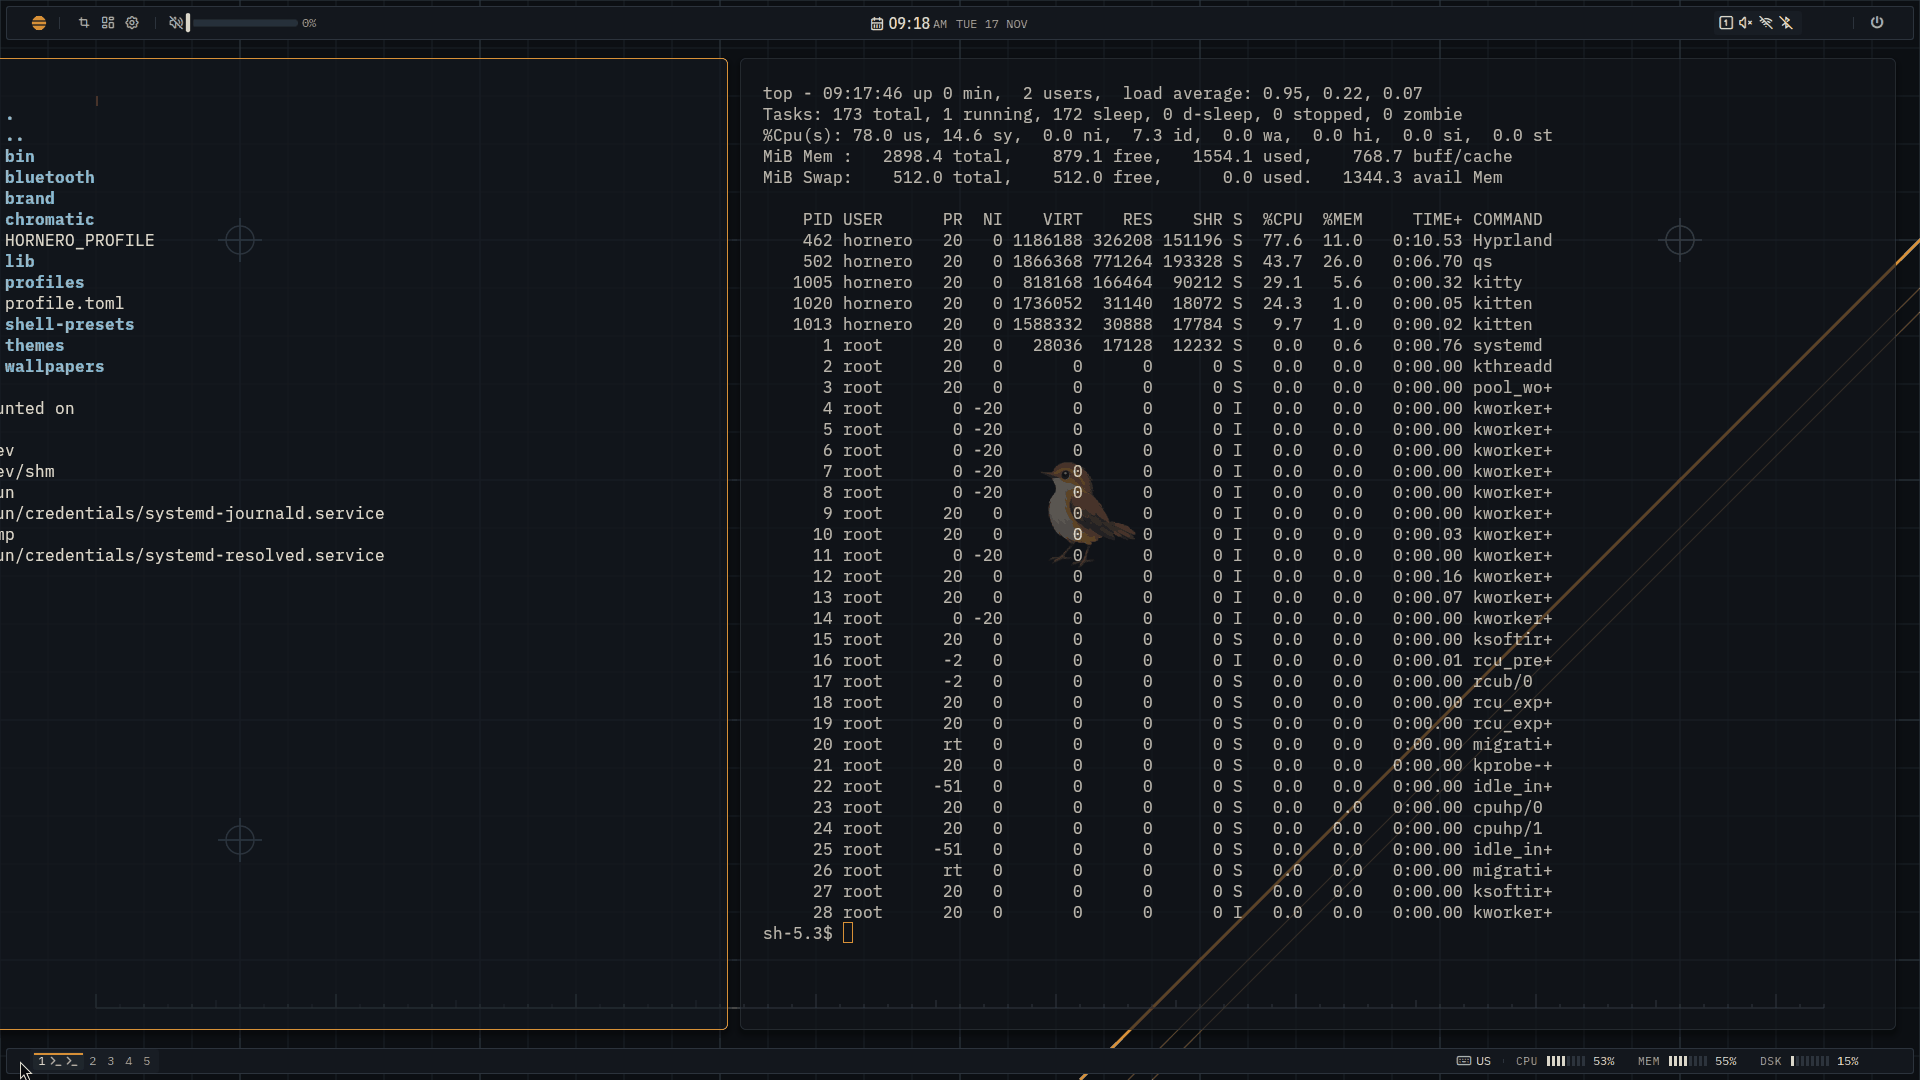 0%
09:18 AM TUE 17 NOV
1
.
..
bin
bluetooth
brand
chromatic
HORNERO_PROFILE
lib
profiles
profile.toml
shell-presets
themes
wallpapers
unted on
ev
ev/shm
un
un/credentials/systemd-journald.service
mp
un/credentials/systemd-resolved.service
top - 09:17:46 up 0 min,  2 users,  load average: 0.95, 0.22, 0.07
Tasks: 173 total, 1 running, 172 sleep, 0 d-sleep, 0 stopped, 0 zombie
%Cpu(s): 78.0 us, 14.6 sy,  0.0 ni,  7.3 id,  0.0 wa,  0.0 hi,  0.0 si,  0.0 st
MiB Mem :   2898.4 total,    879.1 free,   1554.1 used,    768.7 buff/cache
MiB Swap:    512.0 total,    512.0 free,      0.0 used.   1344.3 avail Mem
PID USER      PR  NI    VIRT    RES    SHR S  %CPU  %MEM     TIME+ COMMAND
462 hornero   20   0 1186188 326208 151196 S  77.6  11.0   0:10.53 Hyprland
502 hornero   20   0 1866368 771264 193328 S  43.7  26.0   0:06.70 qs
1005 hornero   20   0  818168 166464  90212 S  29.1   5.6   0:00.32 kitty
1020 hornero   20   0 1736052  31140  18072 S  24.3   1.0   0:00.05 kitten
1013 hornero   20   0 1588332  30888  17784 S   9.7   1.0   0:00.02 kitten
1 root      20   0   28036  17128  12232 S   0.0   0.6   0:00.76 systemd
2 root      20   0       0      0      0 S   0.0   0.0   0:00.00 kthreadd
3 root      20   0       0      0      0 S   0.0   0.0   0:00.00 pool_wo+
4 root       0 -20       0      0      0 I   0.0   0.0   0:00.00 kworker+
5 root       0 -20       0      0      0 I   0.0   0.0   0:00.00 kworker+
6 root       0 -20       0      0      0 I   0.0   0.0   0:00.00 kworker+
7 root       0 -20       0      0      0 I   0.0   0.0   0:00.00 kworker+
8 root       0 -20       0      0      0 I   0.0   0.0   0:00.00 kworker+
9 root      20   0       0      0      0 I   0.0   0.0   0:00.00 kworker+
10 root      20   0       0      0      0 I   0.0   0.0   0:00.03 kworker+
11 root       0 -20       0      0      0 I   0.0   0.0   0:00.00 kworker+
12 root      20   0       0      0      0 I   0.0   0.0   0:00.16 kworker+
13 root      20   0       0      0      0 I   0.0   0.0   0:00.07 kworker+
14 root       0 -20       0      0      0 I   0.0   0.0   0:00.00 kworker+
15 root      20   0       0      0      0 S   0.0   0.0   0:00.00 ksoftir+
16 root      -2   0       0      0      0 I   0.0   0.0   0:00.01 rcu_pre+
17 root      -2   0       0      0      0 S   0.0   0.0   0:00.00 rcub/0
18 root      20   0       0      0      0 S   0.0   0.0   0:00.00 rcu_exp+
19 root      20   0       0      0      0 S   0.0   0.0   0:00.00 rcu_exp+
20 root      rt   0       0      0      0 S   0.0   0.0   0:00.00 migrati+
21 root      20   0       0      0      0 S   0.0   0.0   0:00.00 kprobe-+
22 root     -51   0       0      0      0 S   0.0   0.0   0:00.00 idle_in+
23 root      20   0       0      0      0 S   0.0   0.0   0:00.00 cpuhp/0
24 root      20   0       0      0      0 S   0.0   0.0   0:00.00 cpuhp/1
25 root     -51   0       0      0      0 S   0.0   0.0   0:00.00 idle_in+
26 root      rt   0       0      0      0 S   0.0   0.0   0:00.00 migrati+
27 root      20   0       0      0      0 S   0.0   0.0   0:00.00 ksoftir+
28 root      20   0       0      0      0 I   0.0   0.0   0:00.00 kworker+
sh-5.3$
1 2 3 4 5
US CPU 53% MEM 55% DSK 15%